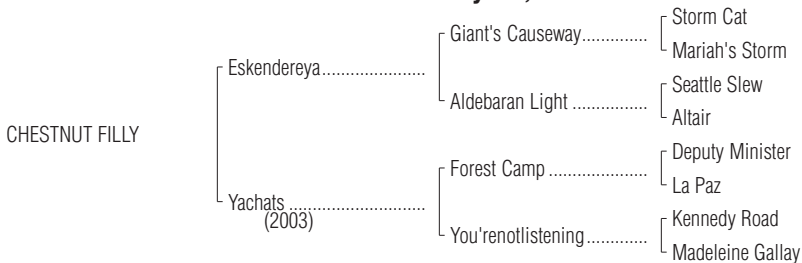 Storm Cat
Giant's Causeway..............
Mariah's Storm
Eskendereya......................
Seattle Slew
Aldebaran Light ................
Altair
CHESTNUT FILLY
Deputy Minister
Forest Camp .....................
La Paz
Yachats .............................
(2003)
Kennedy Road
You'renotlistening.............
Madeleine Gallay